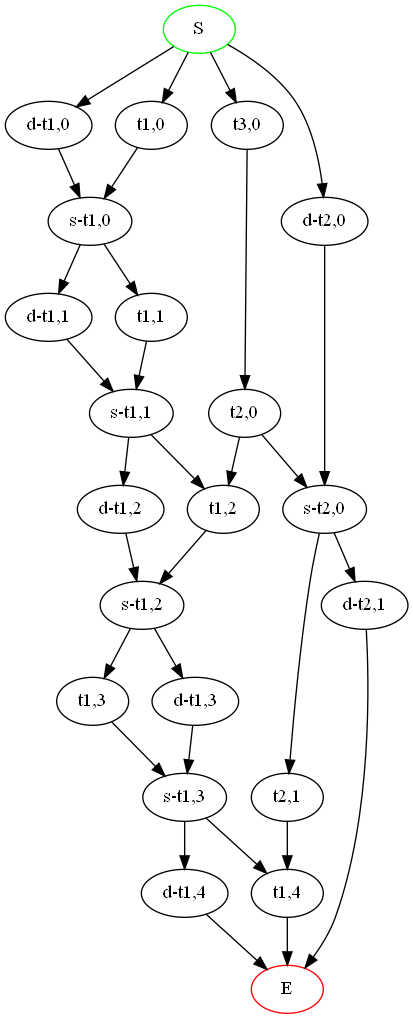 S
d-t1,0
t1,0
t3,0
s-t1,0
d-t2,0
d-t1,1
t1,1
s-t1,1
t2,0
d-t1,2
t1,2
s-t2,0
s-t1,2
d-t2,1
t1,3
d-t1,3
s-t1,3
t2,1
d-t1,4
t1,4
E